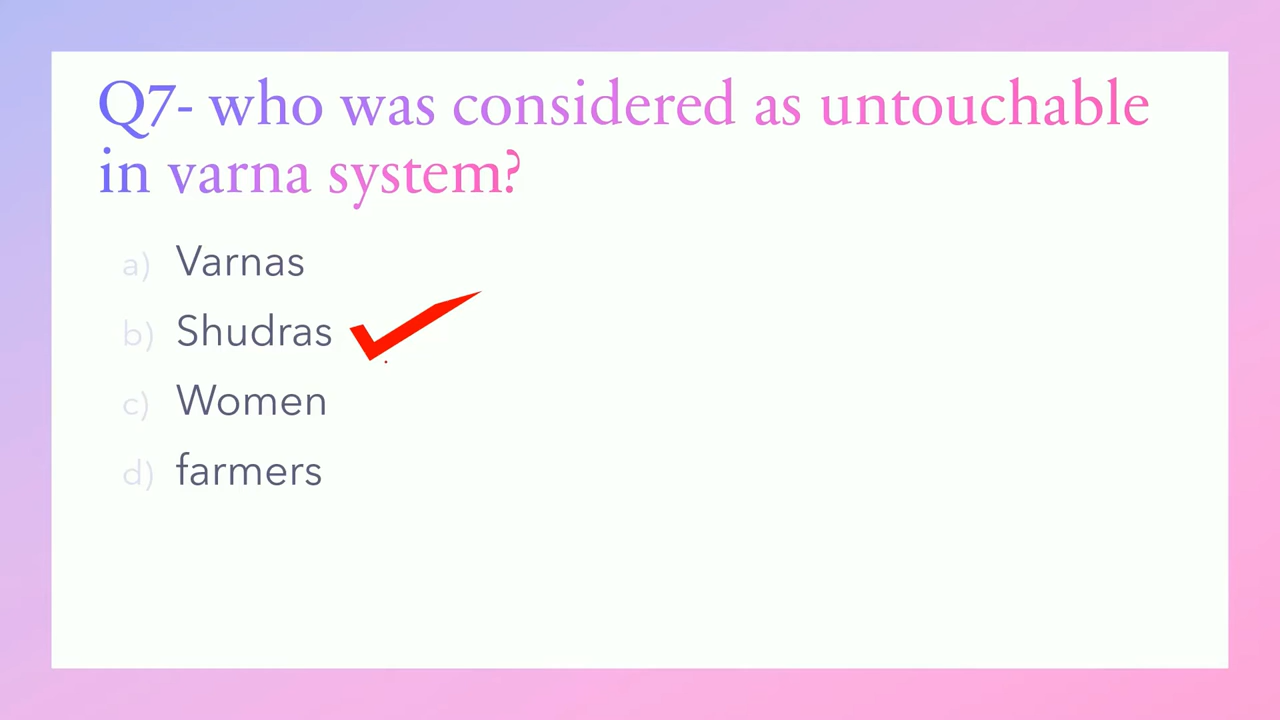 Q7- who was considered as untouchable
in varna system?
a) Varnas
b) Shudras
c) Women
d) farmers